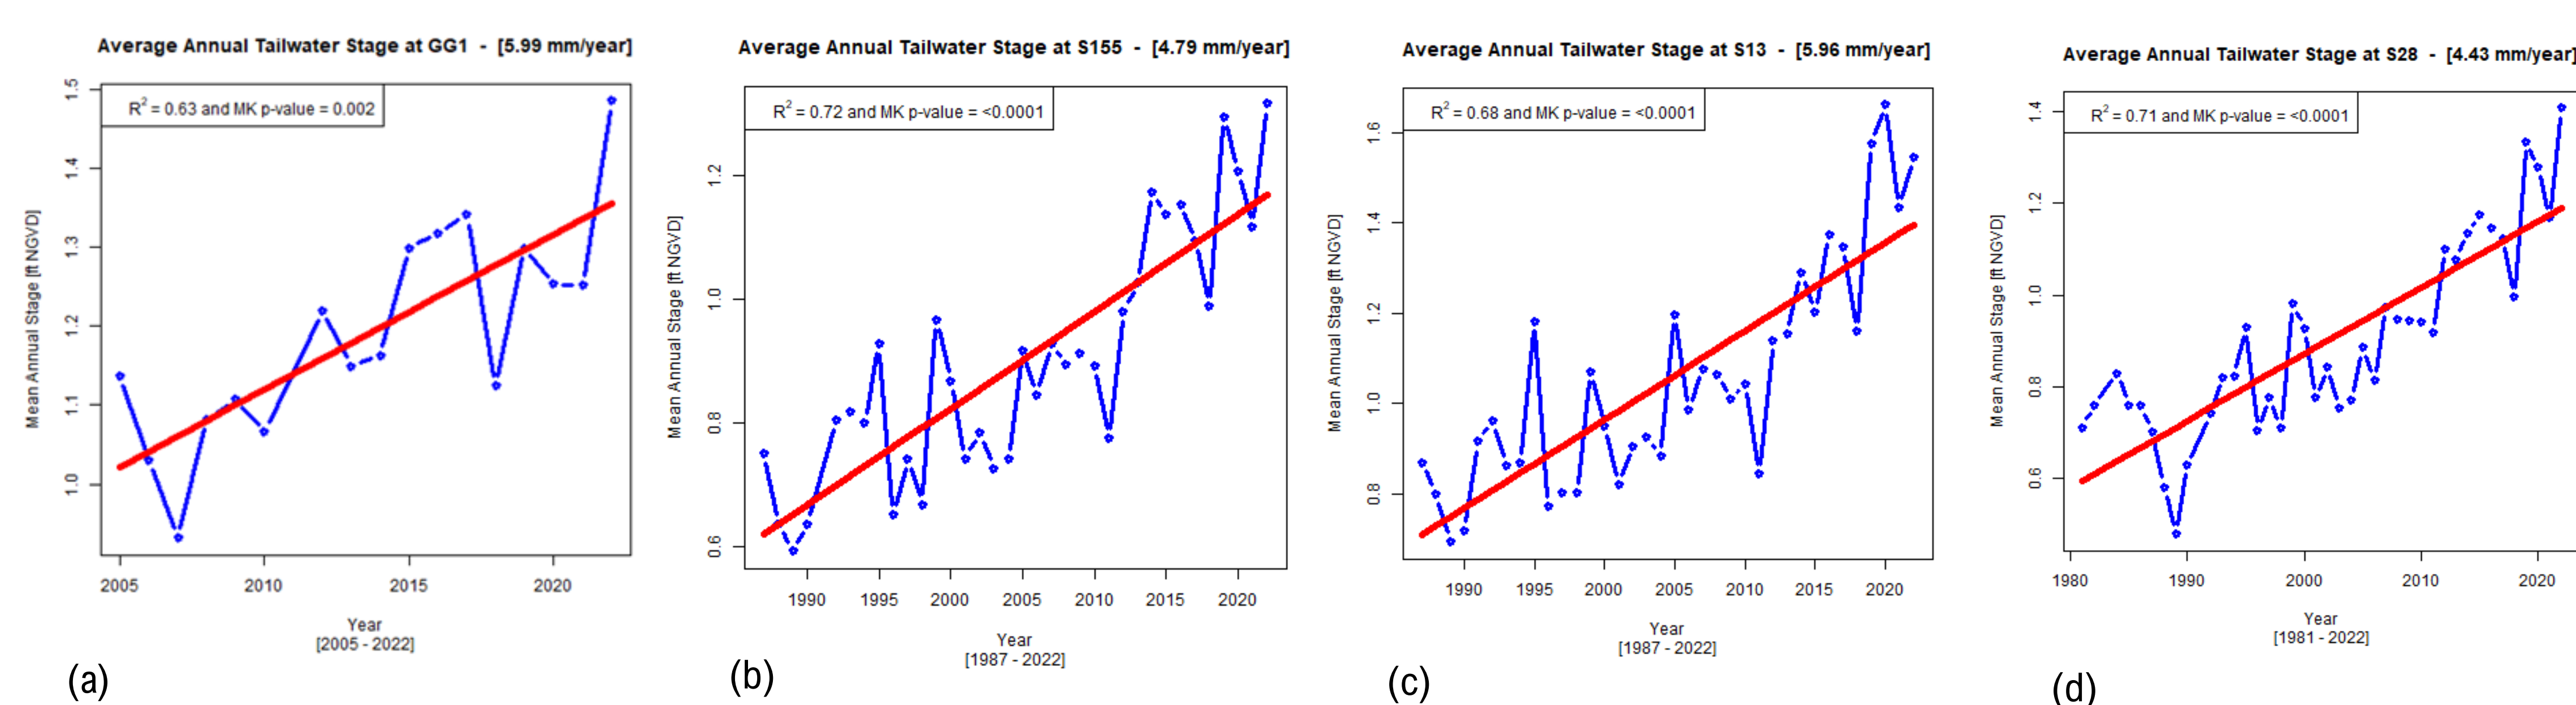 Average Annual Tailwater Stage at GG1 - [5.99 mm/year]
R² = 0.63 and MK p-value = 0.002
Mean Annual Stage [ft NGVD]
1.5
1.4
1.3
1.2
1.1
1.0
2005 2010 2015 2020
Year
[2005 - 2022]
(a)
Average Annual Tailwater Stage at S155 - [4.79 mm/year]
R² = 0.72 and MK p-value = <0.0001
Mean Annual Stage [ft NGVD]
1.2
1.0
0.8
0.6
1990 1995 2000 2005 2010 2015 2020
Year
[1987 - 2022]
(b)
Average Annual Tailwater Stage at S13 - [5.96 mm/year]
R² = 0.68 and MK p-value = <0.0001
Mean Annual Stage [ft NGVD]
1.6
1.4
1.2
1.0
0.8
1990 1995 2000 2005 2010 2015 2020
Year
[1987 - 2022]
(c)
Average Annual Tailwater Stage at S28 - [4.43 mm/year]
R² = 0.71 and MK p-value = <0.0001
Mean Annual Stage [ft NGVD]
1.4
1.2
1.0
0.8
0.6
1980 1990 2000 2010 2020
Year
[1981 - 2022]
(d)